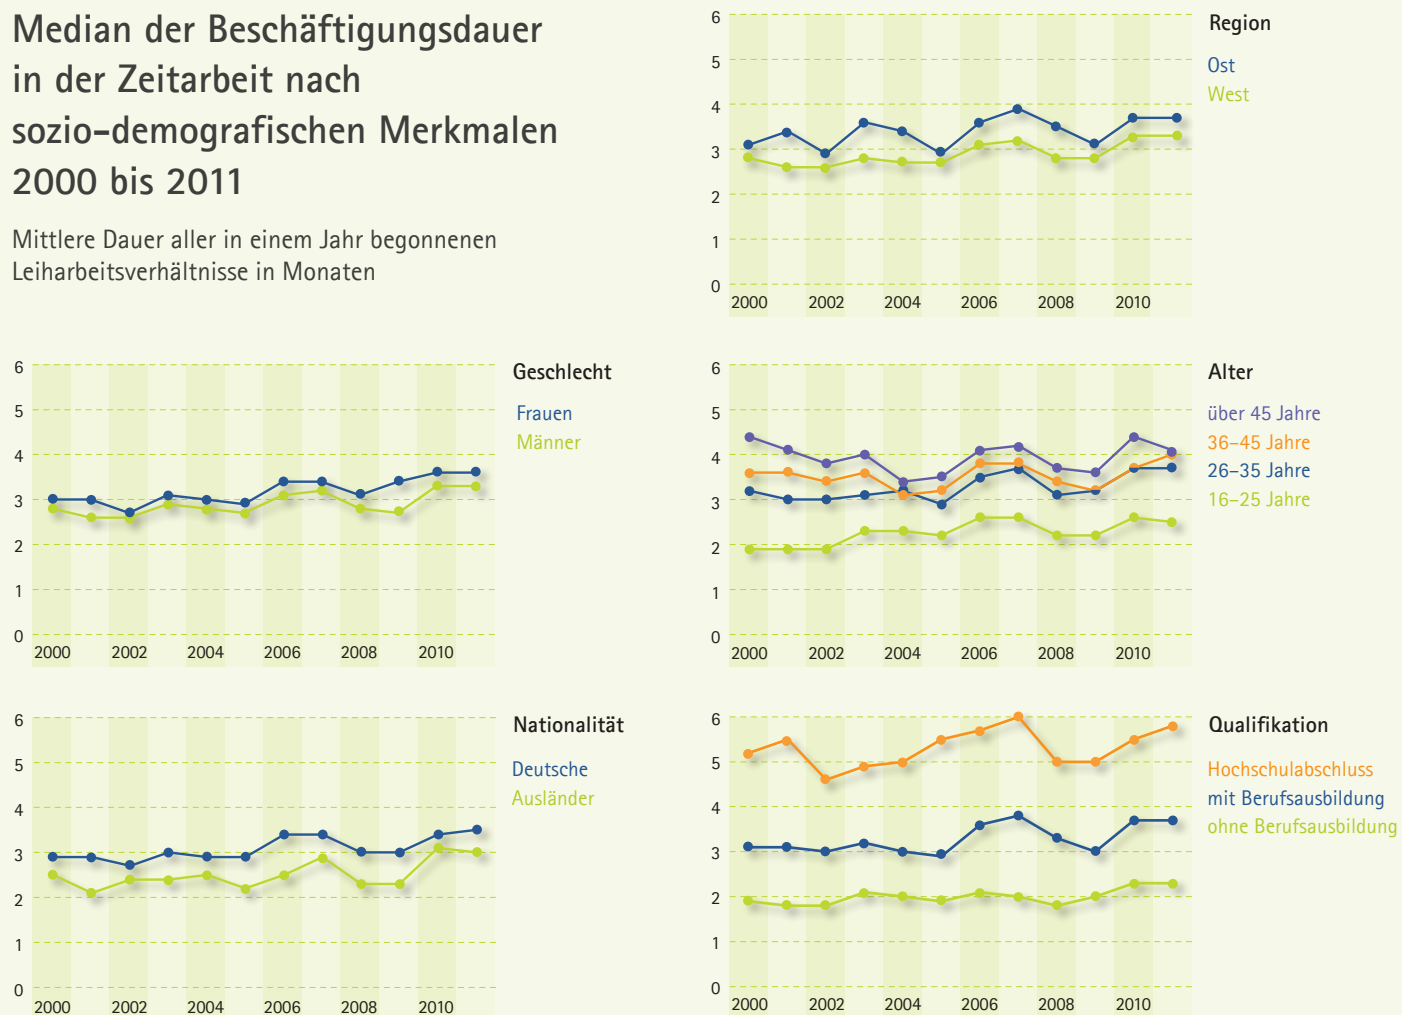 Median der Beschäftigungsdauer
in der Zeitarbeit nach
sozio-demografischen Merkmalen
2000 bis 2011
Mittlere Dauer aller in einem Jahr begonnenen
Leiharbeitsverhältnisse in Monaten
6
5
4
3
2
1
0
2000 2002 2004 2006 2008 2010
Region
Ost
West
6
5
4
3
2
1
0
2000 2002 2004 2006 2008 2010
Geschlecht
Frauen
Männer
6
5
4
3
2
1
0
2000 2002 2004 2006 2008 2010
Alter
über 45 Jahre
36–45 Jahre
26–35 Jahre
16–25 Jahre
6
5
4
3
2
1
0
2000 2002 2004 2006 2008 2010
Nationalität
Deutsche
Ausländer
6
5
4
3
2
1
0
2000 2002 2004 2006 2008 2010
Qualifikation
Hochschulabschluss
mit Berufsausbildung
ohne Berufsausbildung